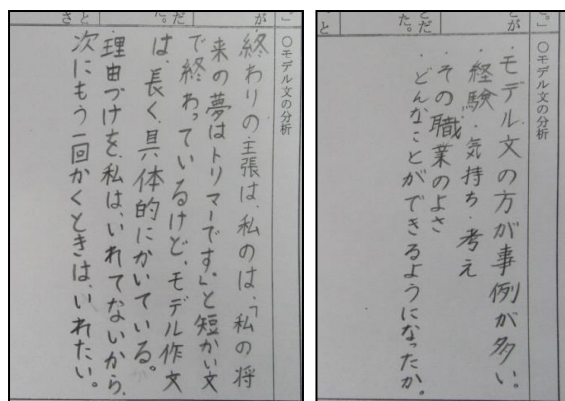 ○モデル文の分析
終わりの主張は、私のは、「私の将
来の夢はトリマーです。」と短かい文
で終わっているけど、モデル作文
は、長く、具体的にかいている。
理由づけを、私は、いれてないから、
次にもう一回かくときは、いれたい。
○モデル文の分析
・モデル文の方が事例が多い。
・経験・気持ち・考え
・その職業のよさ
・どんなことができるようになったか。